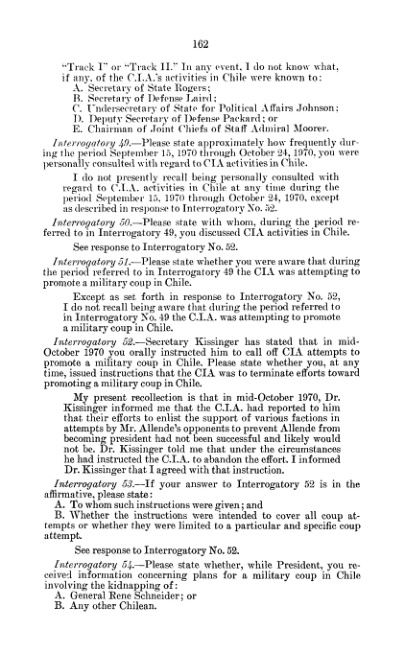 162
"Track I" or "Track II." In any event, I do not know what,
if any, of the C.I.A.'s activities in Chile were known to:
A. Secretary of State Rogers;
B. Secretary of Defense Laird;
C. Undersecretary of State for Political Affairs Johnson;
D. Deputy Secretary of Defense Packard; or
E. Chairman of Joint Chiefs of Staff Admiral Moorer.
Interrogatory 49.—Please state approximately how frequently dur-
ing the period September 15, 1970 through October 24, 1970, you were
personally consulted with regard to CIA activities in Chile.
I do not presently recall being personally consulted with
regard to C.I.A. activities in Chile at any time during the
period September 15, 1970 through October 24, 1970, except
as described in response to Interrogatory No. 52.
Interrogatory 50.—Please state with whom, during the period re-
ferred to in Interrogatory 49, you discussed CIA activities in Chile.
See response to Interrogatory No. 52.
Interrogatory 51.—Please state whether you were aware that during
the period referred to in Interrogatory 49 the CIA was attempting to
promote a military coup in Chile.
Except as set forth in response to Interrogatory No. 52,
I do not recall being aware that during the period referred to
in Interrogatory No. 49 the C.I.A. was attempting to promote
a military coup in Chile.
Interrogatory 52.—Secretary Kissinger has stated that in mid-
October 1970 you orally instructed him to call off CIA attempts to
promote a military coup in Chile. Please state whether you, at any
time, issued instructions that the CIA was to terminate efforts toward
promoting a military coup in Chile.
My present recollection is that in mid-October 1970, Dr.
Kissinger informed me that the C.I.A. had reported to him
that their efforts to enlist the support of various factions in
attempts by Mr. Allende's opponents to prevent Allende from
becoming president had not been successful and likely would
not be. Dr. Kissinger told me that under the circumstances
he had instructed the C.I.A. to abandon the effort. I informed
Dr. Kissinger that I agreed with that instruction.
Interrogatory 53.—If your answer to Interrogatory 52 is in the
affirmative, please state:
A. To whom such instructions were given; and
B. Whether the instructions were intended to cover all coup at-
tempts or whether they were limited to a particular and specific coup
attempt.
See response to Interrogatory No. 52.
Interrogatory 54.—Please state whether, while President, you re-
ceived information concerning plans for a military coup in Chile
involving the kidnapping of:
A. General Rene Schneider; or
B. Any other Chilean.